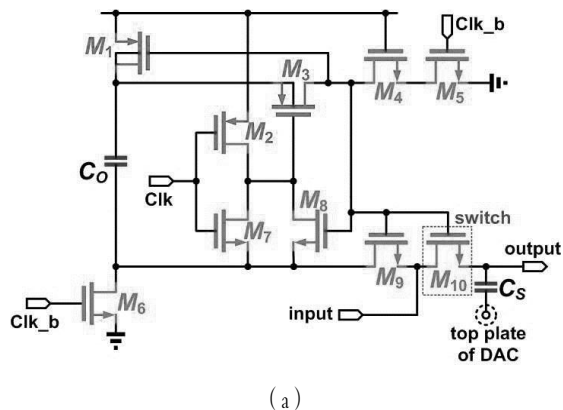 Clk_b
M1
M3
M4
M5
M2
CO
Clk
M8
switch
M7
output
M9
M10
CS
M6
input
Clk_b
top plate
of DAC
(a)